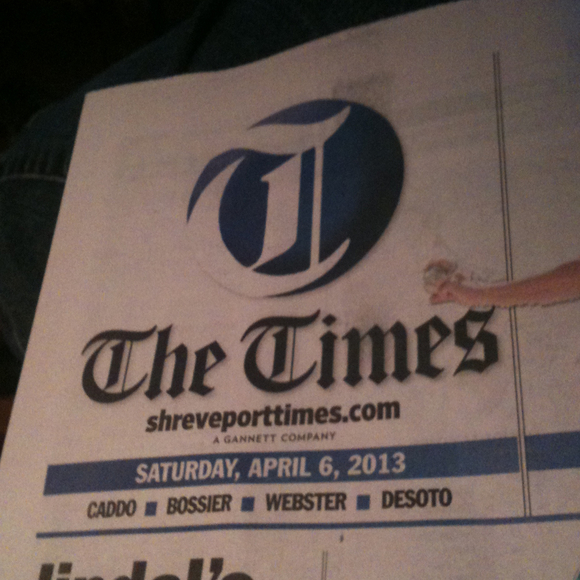 T
The Times
shreveporttimes.com
A GANNETT COMPANY
SATURDAY, APRIL 6, 2013
CADDO ■ BOSSIER ■ WEBSTER ■ DESOTO